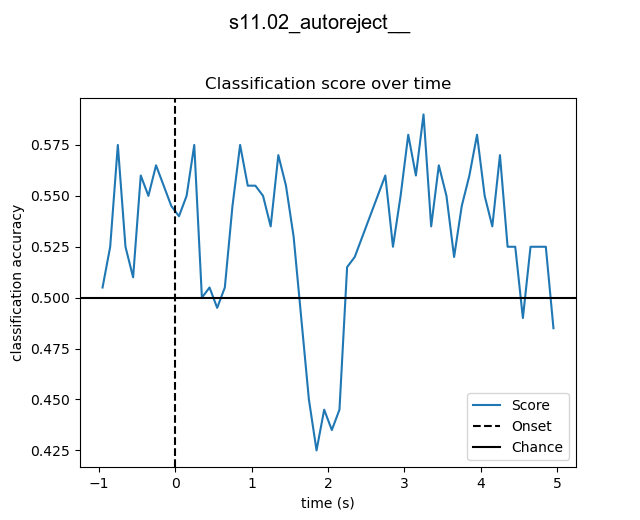 s11.02_autoreject__
Classification score over time
classification accuracy
0.575
0.550
0.525
0.500
0.475
0.450
0.425
−1
0
1
2
3
4
5
time (s)
Score
Onset
Chance